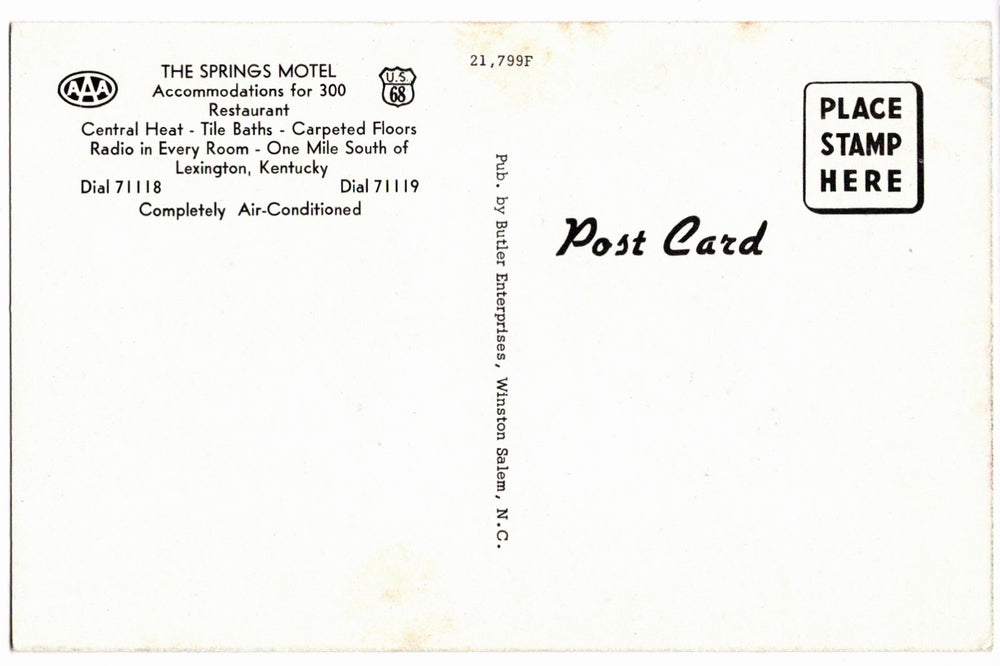 21,799F
AAA
THE SPRINGS MOTEL
U.S.
68
Accommodations for 300
Restaurant
Central Heat - Tile Baths - Carpeted Floors
Radio in Every Room - One Mile South of
Lexington, Kentucky
Dial 71118 Dial 71119
Completely Air-Conditioned
Pub. by Butler Enterprises, Winston Salem, N.C.
PLACE
STAMP
HERE
Post Card